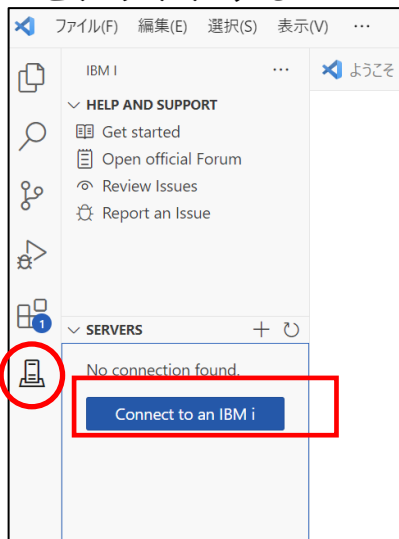 ファイル(F) 編集(E) 選択(S) 表示(V) ···
IBM I ···
ようこそ
HELP AND SUPPORT
Get started
Open official Forum
Review Issues
Report an Issue
1
SERVERS
No connection found.
Connect to an IBM i